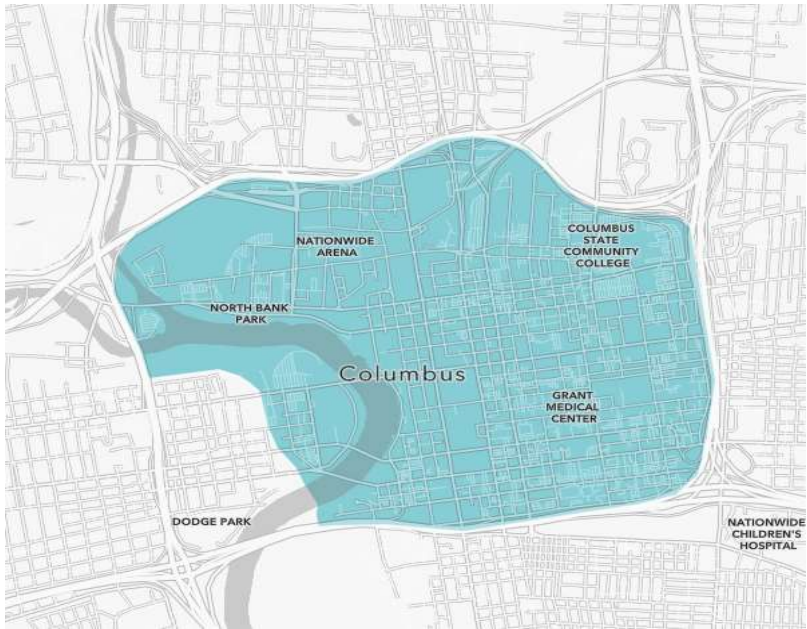 COLUMBUS
STATE
COMMUNITY
COLLEGE
NATIONWIDE
ARENA
NORTH BANK
PARK
Columbus
GRANT
MEDICAL
CENTER
DODGE PARK
NATIONWIDE
CHILDREN'S
HOSPITAL